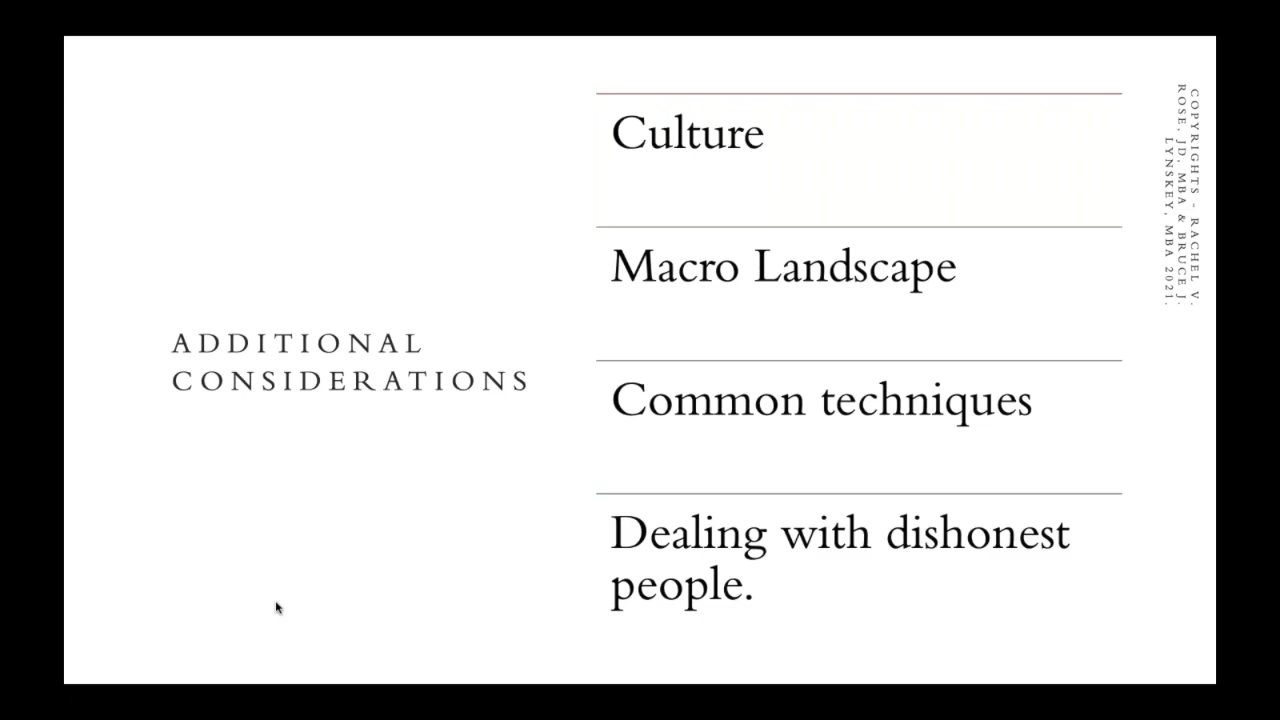 ADDITIONAL
CONSIDERATIONS
Culture
Macro Landscape
Common techniques
Dealing with dishonest
people.
COPYRIGHTS - RACHEL V.
ROSE, JD, MBA & BRUCE J.
LYNSKEY, MBA 2021.